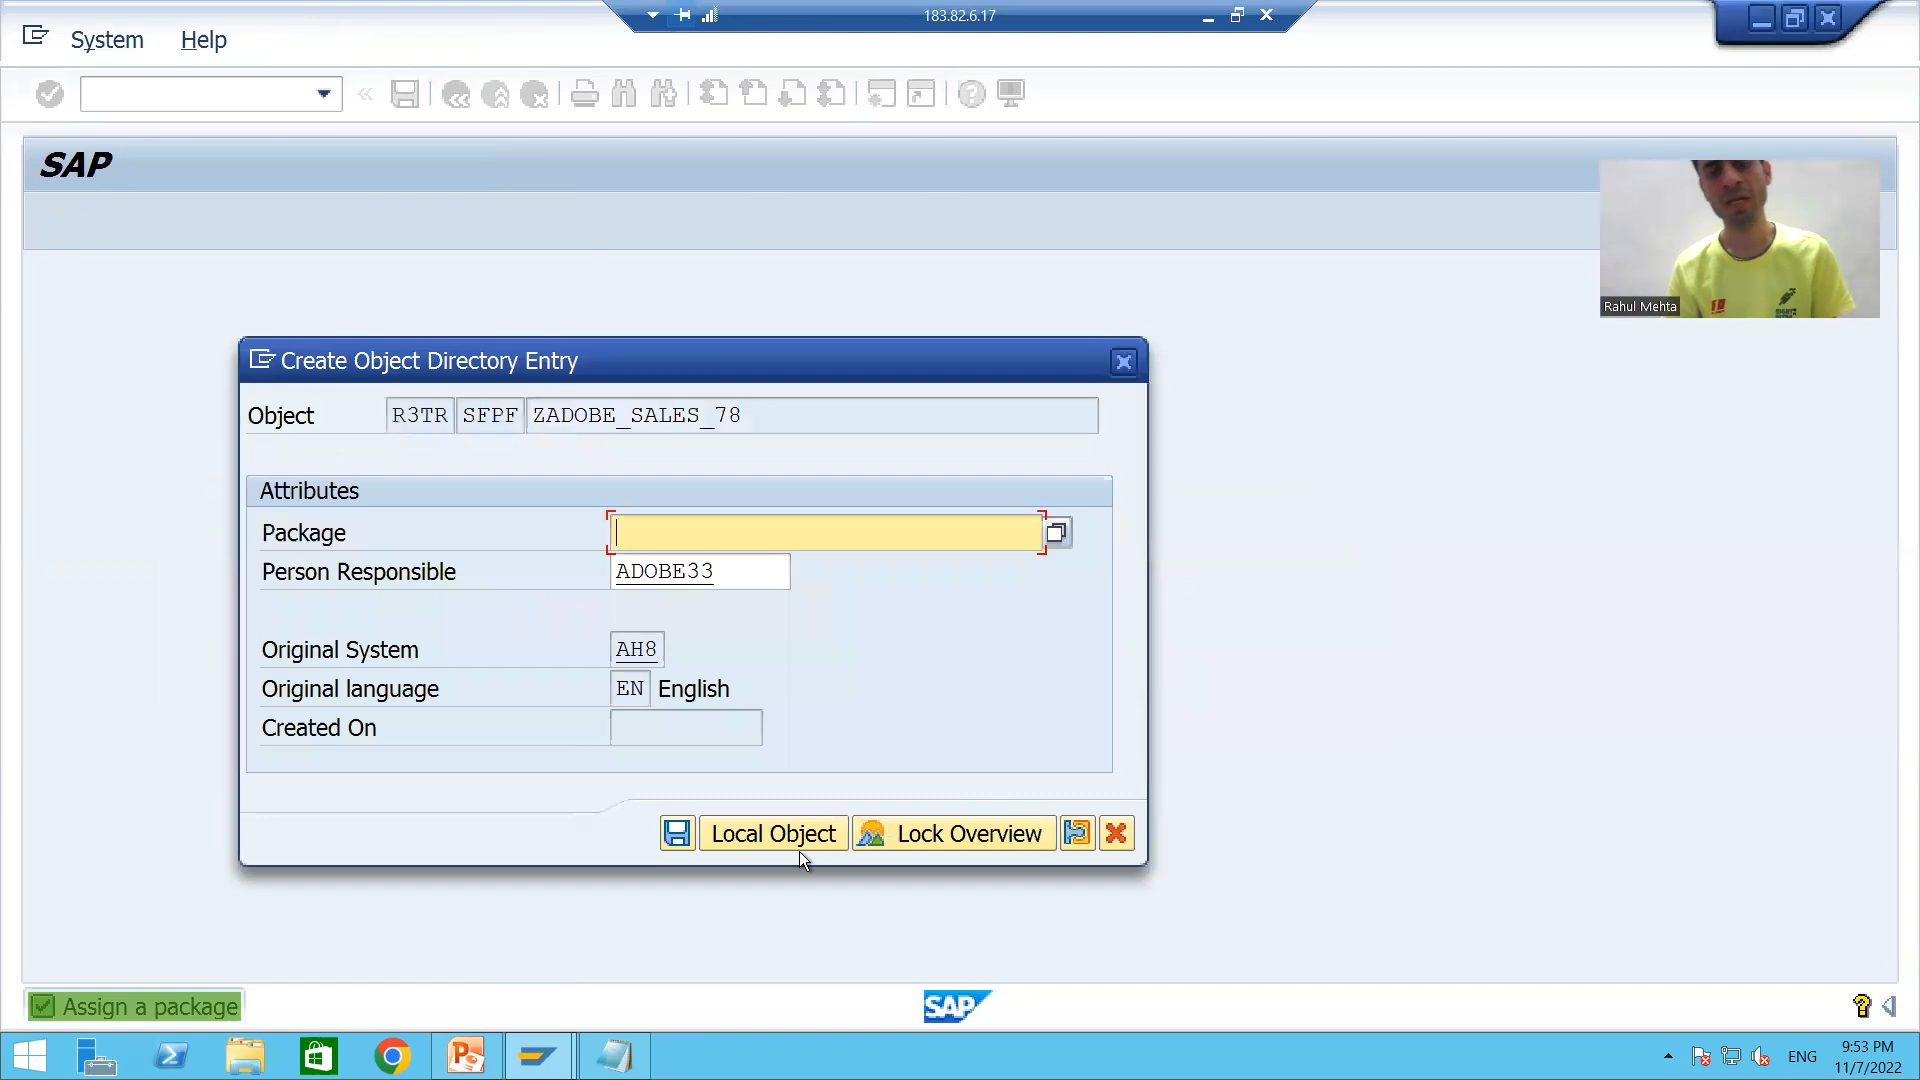 183.82.6.17
System Help
SAP
Rahul Mehta
Create Object Directory Entry
Object R3TR SFPF ZADOBE_SALES_78
Attributes
Package
Person Responsible ADOBE33
Original System AH8
Original language EN English
Created On
Local Object Lock Overview
Assign a package
SAP
ENG
9:53 PM
11/7/2022